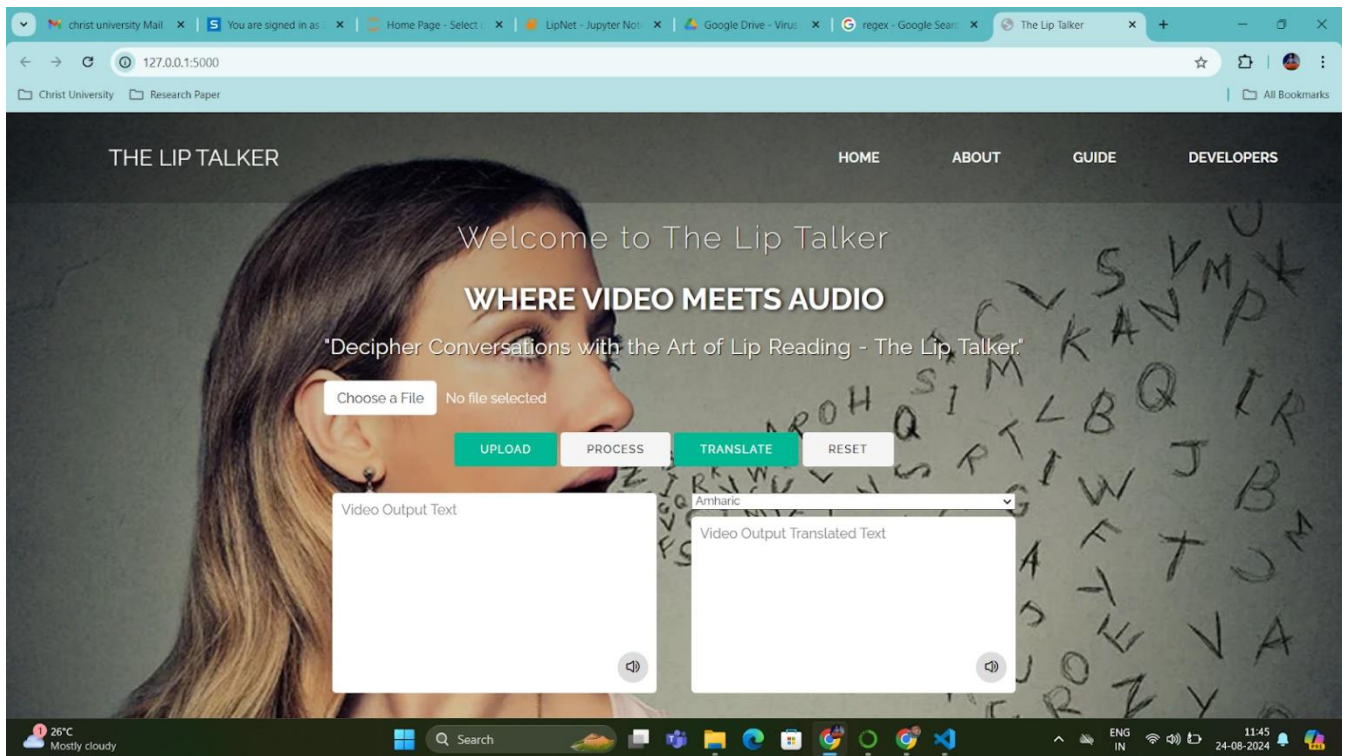 christ university Mail
You are signed in as
Home Page - Select
LipNet - Jupyter Not
Google Drive - Virus
regex - Google Sear
The Lip Talker
127.0.0.1:5000
Christ University
Research Paper
All Bookmarks
THE LIP TALKER
HOME ABOUT GUIDE DEVELOPERS
Welcome to The Lip Talker
WHERE VIDEO MEETS AUDIO
"Decipher Conversations with the Art of Lip Reading - The Lip Talker."
Choose a File No file selected
UPLOAD PROCESS TRANSLATE RESET
Video Output Text
Amharic
Video Output Translated Text
1
26°C
Mostly cloudy
Search
ENG
IN
11:45
24-08-2024